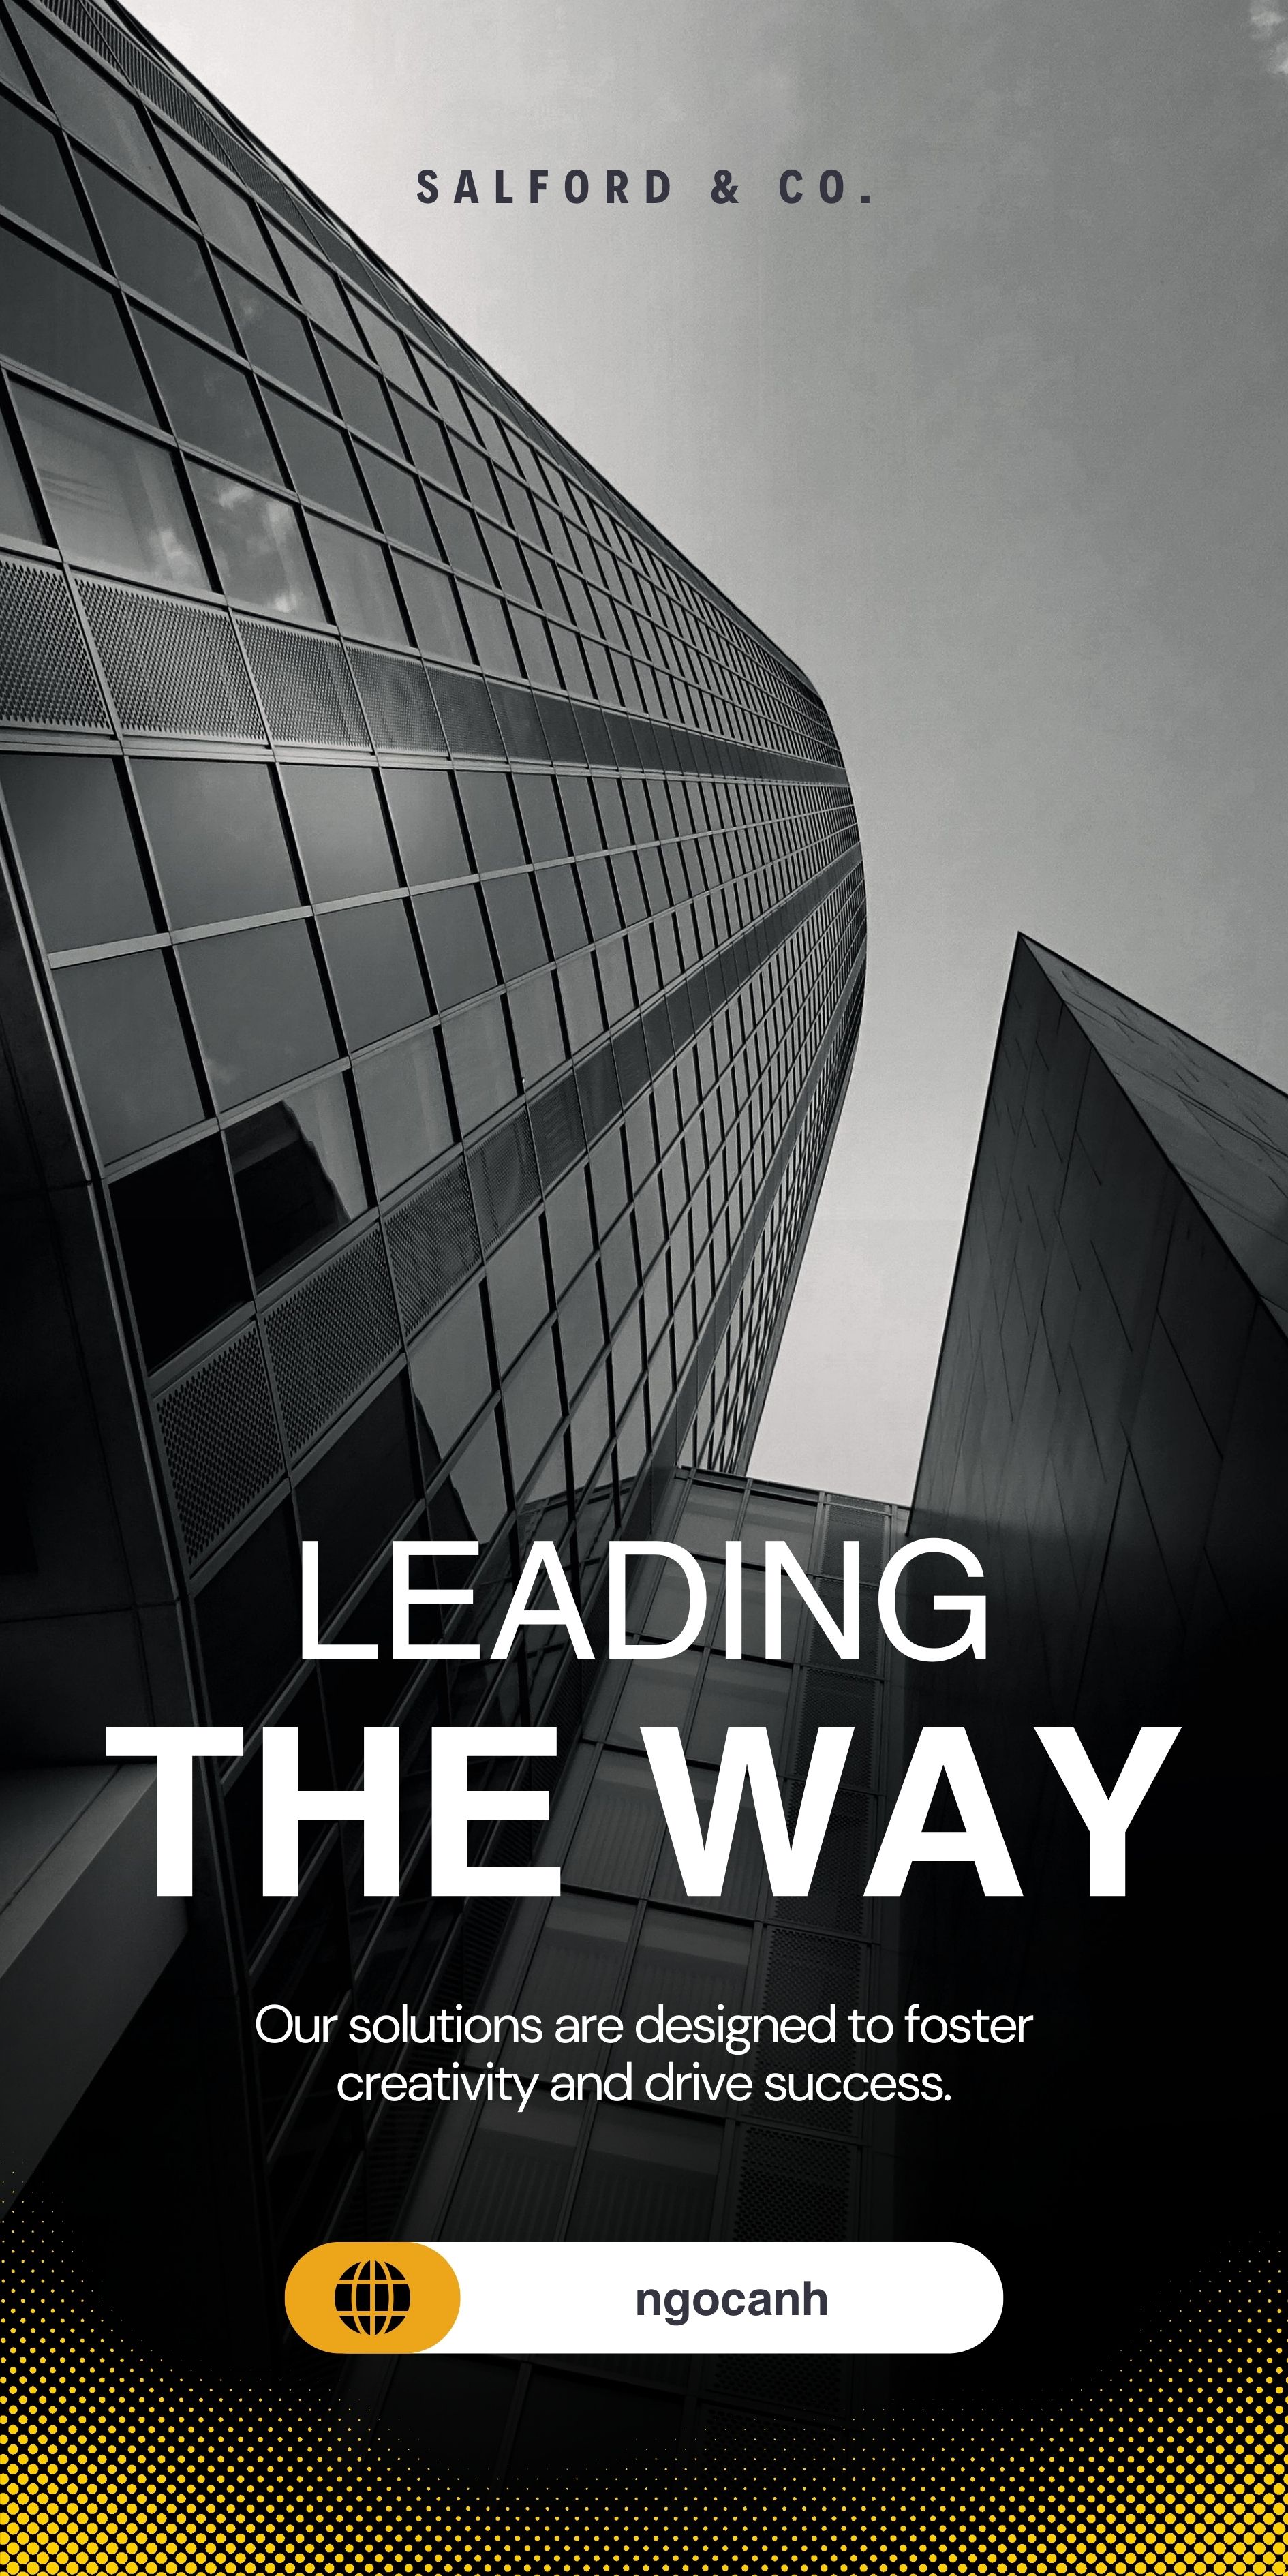 SALFORD & CO.
LEADING
THE WAY
Our solutions are designed to foster
creativity and drive success.
ngocanh